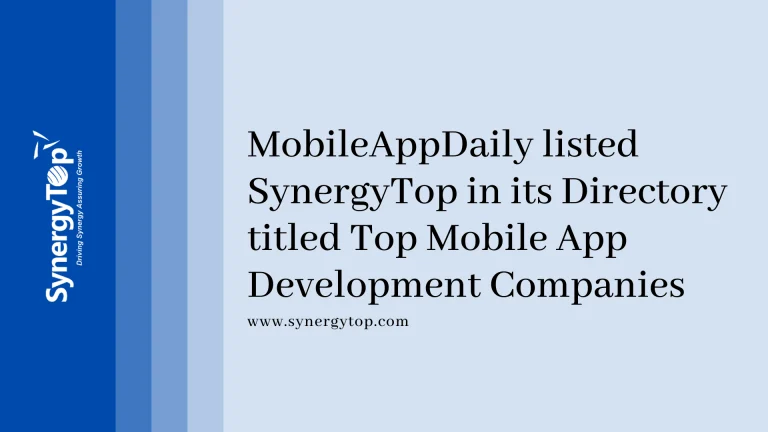 SynergyTop
Driving Synergy Assuring Growth
MobileAppDaily listed
SynergyTop in its Directory
titled Top Mobile App
Development Companies
www.synergytop.com